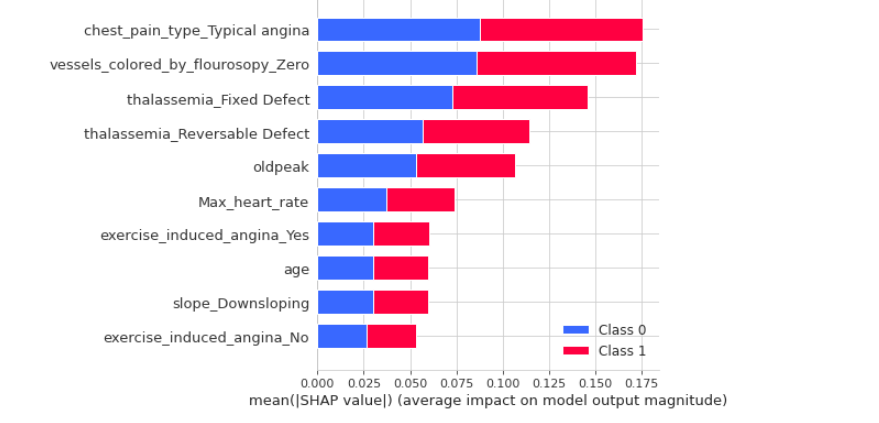 chest_pain_type_Typical angina
vessels_colored_by_flourosopy_Zero
thalassemia_Fixed Defect
thalassemia_Reversable Defect
oldpeak
Max_heart_rate
exercise_induced_angina_Yes
age
slope_Downsloping
exercise_induced_angina_No
Class 0
Class 1
0.000 0.025 0.050 0.075 0.100 0.125 0.150 0.175
mean(|SHAP value|) (average impact on model output magnitude)